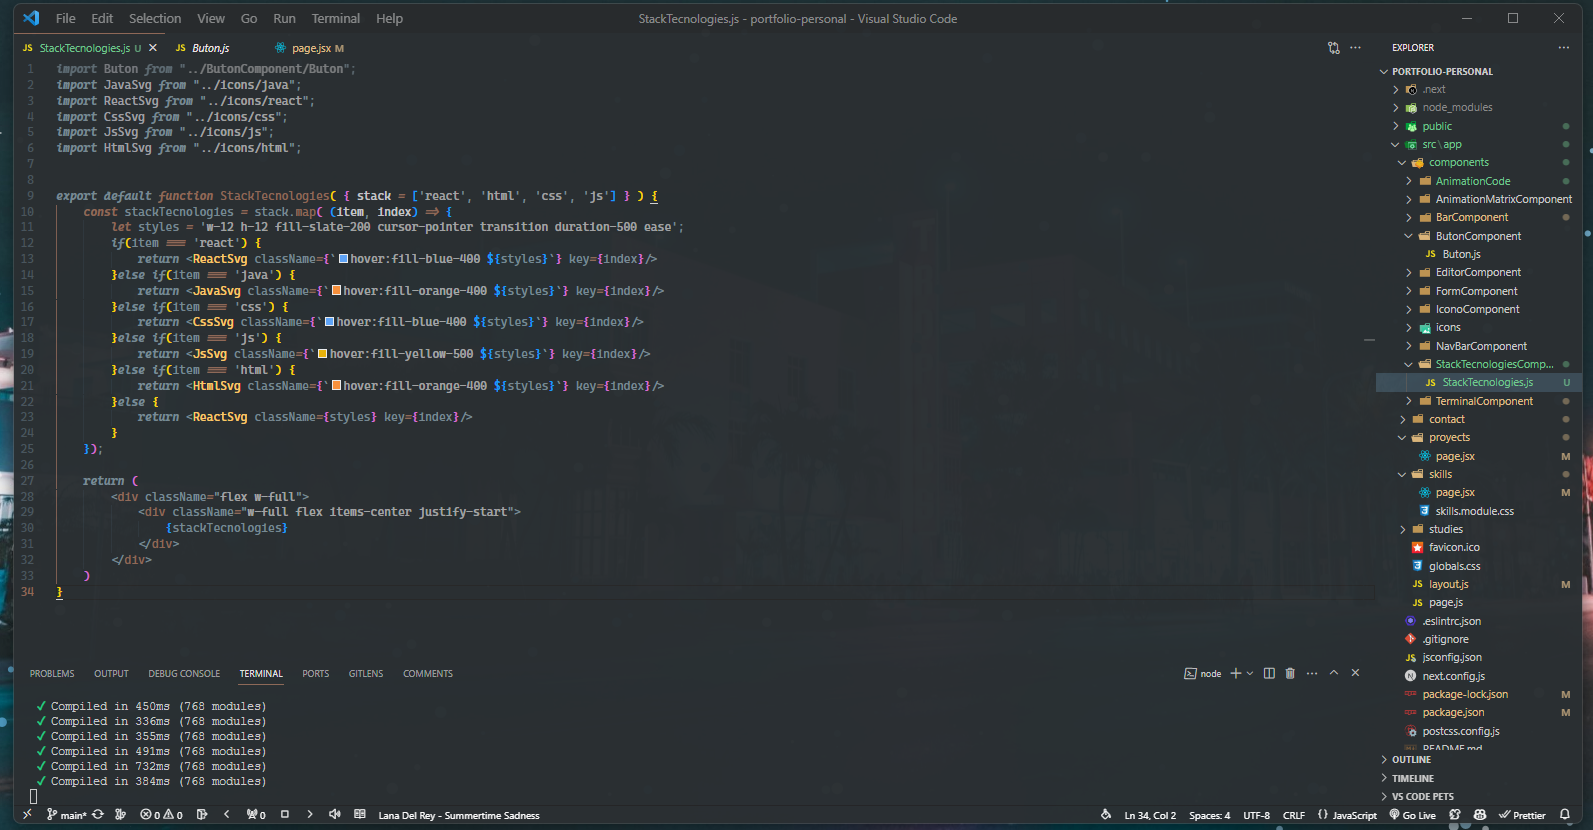 File Edit Selection View Go Run Terminal Help
StackTecnologies.js - portfolio-personal - Visual Studio Code
JS StackTecnologies.js U
JS Buton.js
page.jsx M
1 import Buton from "../ButonComponent/Buton";
2 import JavaSvg from "../icons/java";
3 import ReactSvg from "../icons/react";
4 import CssSvg from "../icons/css";
5 import JsSvg from "../icons/js";
6 import HtmlSvg from "../icons/html";
7
8
9 export default function StackTecnologies( { stack = ['react', 'html', 'css', 'js'] } ) {
10 const stackTecnologies = stack.map( (item, index) => {
11 let styles = 'w-12 h-12 fill-slate-200 cursor-pointer transition duration-500 ease';
12 if(item === 'react') {
13 return <ReactSvg className={`hover:fill-blue-400 ${styles}`} key={index}/>
14 }else if(item === 'java') {
15 return <JavaSvg className={`hover:fill-orange-400 ${styles}`} key={index}/>
16 }else if(item === 'css') {
17 return <CssSvg className={`hover:fill-blue-400 ${styles}`} key={index}/>
18 }else if(item === 'js') {
19 return <JsSvg className={`hover:fill-yellow-500 ${styles}`} key={index}/>
20 }else if(item === 'html') {
21 return <HtmlSvg className={`hover:fill-orange-400 ${styles}`} key={index}/>
22 }else {
23 return <ReactSvg className={styles} key={index}/>
24 }
25 });
26
27 return (
28 <div className="flex w-full">
29 <div className="w-full flex items-center justify-start">
30 {stackTecnologies}
31 </div>
32 </div>
33 )
34 }
PROBLEMS OUTPUT DEBUG CONSOLE TERMINAL PORTS GITLENS COMMENTS
node
✓ Compiled in 450ms (768 modules)
✓ Compiled in 336ms (768 modules)
✓ Compiled in 355ms (768 modules)
✓ Compiled in 491ms (768 modules)
✓ Compiled in 732ms (768 modules)
✓ Compiled in 384ms (768 modules)
EXPLORER
PORTFOLIO-PERSONAL
.next
node_modules
public
src\app
components
AnimationCode
AnimationMatrixComponent
BarComponent
ButonComponent
JS Buton.js
EditorComponent
FormComponent
IconoComponent
icons
NavBarComponent
StackTecnologiesComp...
JS StackTecnologies.js U
TerminalComponent
contact
proyects
page.jsx M
skills
page.jsx M
skills.module.css
studies
favicon.ico
globals.css
JS layout.js M
JS page.js
.eslintrc.json
.gitignore
JS jsconfig.json
N next.config.js
package-lock.json M
package.json M
postcss.config.js
README.md
OUTLINE
TIMELINE
VS CODE PETS
main* 0 0 0 Lana Del Rey - Summertime Sadness
Ln 34, Col 2 Spaces: 4 UTF-8 CRLF {} JavaScript Go Live Prettier